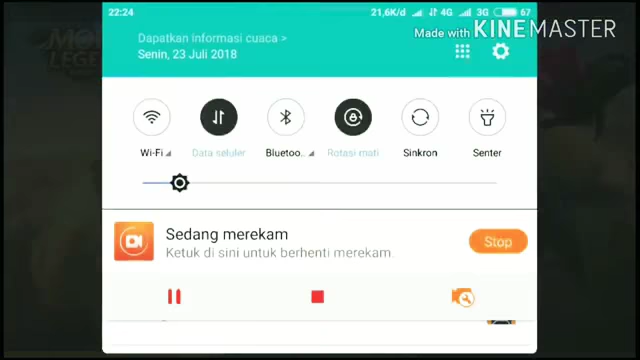 22:24
21,6K/d 4G 3G 67
Made with KINEMASTER
Dapatkan informasi cuaca >
Senin, 23 Juli 2018
Wi-Fi
Data seluler
Bluetoo..
Rotasi mati
Sinkron
Senter
Sedang merekam
Ketuk di sini untuk berhenti merekam.
Stop